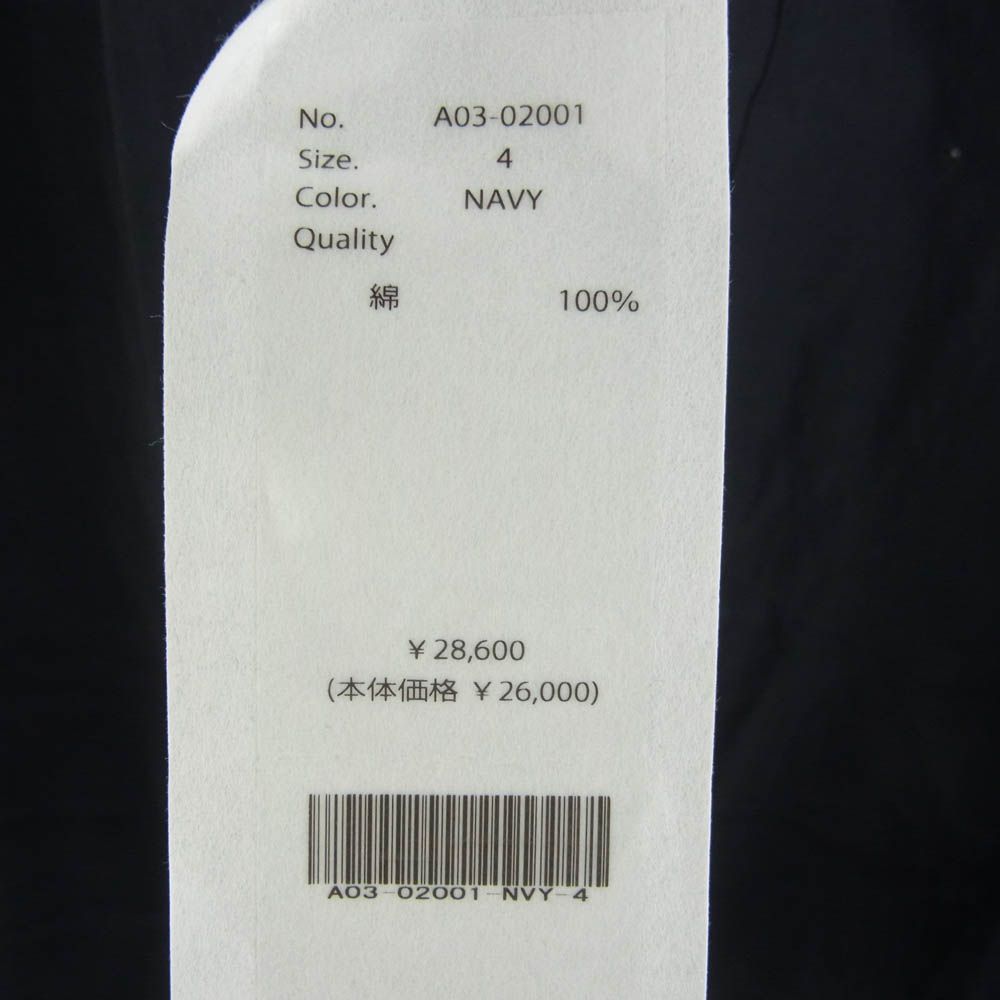 No. A03-02001
Size. 4
Color. NAVY
Quality
綿 100%
¥ 28,600
(本体価格 ¥ 26,000)
A03-02001-NVY-4